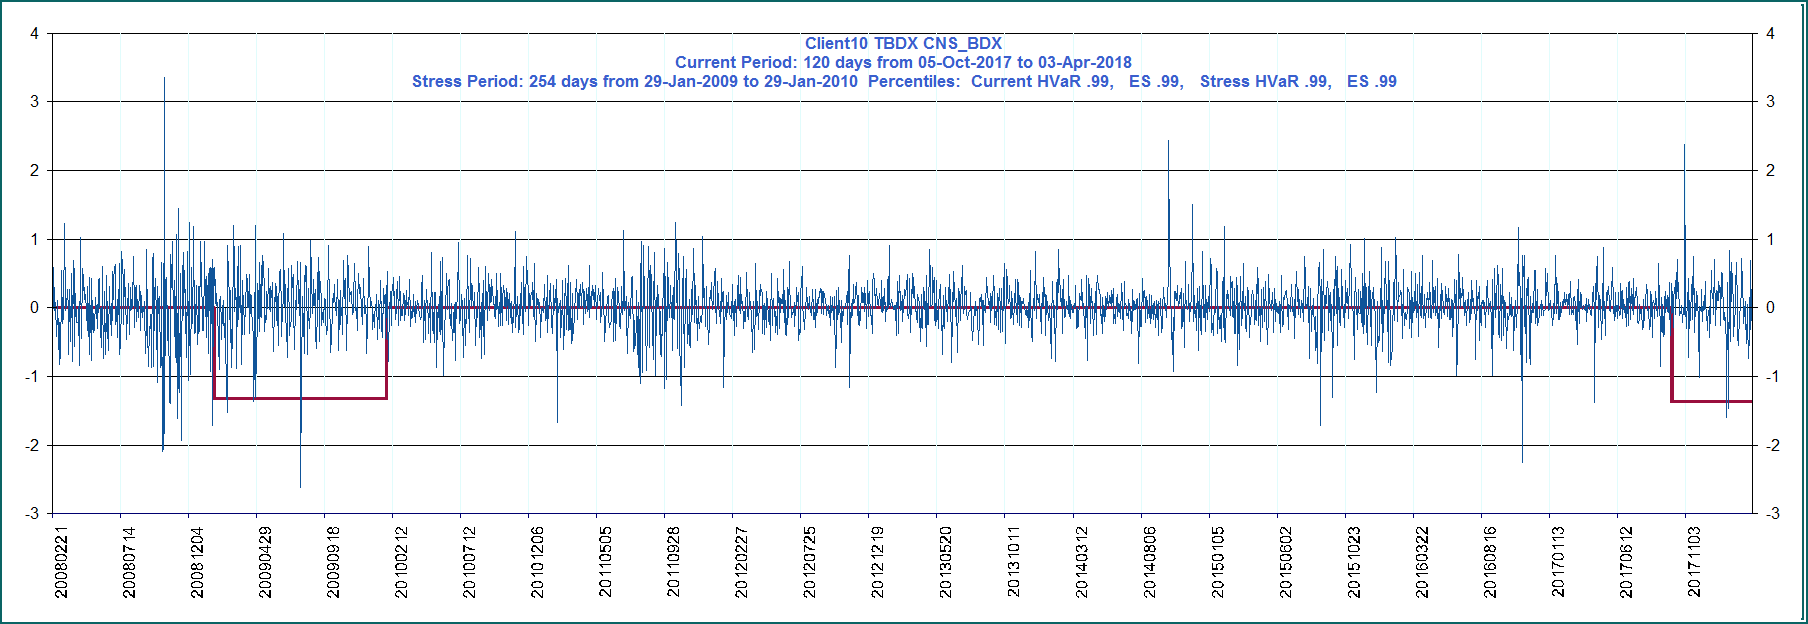 Client10 TBDX CNS_BDX
Current Period: 120 days from 05-Oct-2017 to 03-Apr-2018
Stress Period: 254 days from 29-Jan-2009 to 29-Jan-2010 Percentiles: Current HVaR .99, ES .99, Stress HVaR .99, ES .99
4 4
3 3
2 2
1 1
0 0
-1 -1
-2 -2
-3 -3
20080221 20080714 20081204 20090429 20090918 20100212 20100712 20101206 20110505 20110928 20120227 20120725 20121219 20130520 20131011 20140312 20140806 20150105 20150602 20151023 20160322 20160816 20170113 20170612 20171103